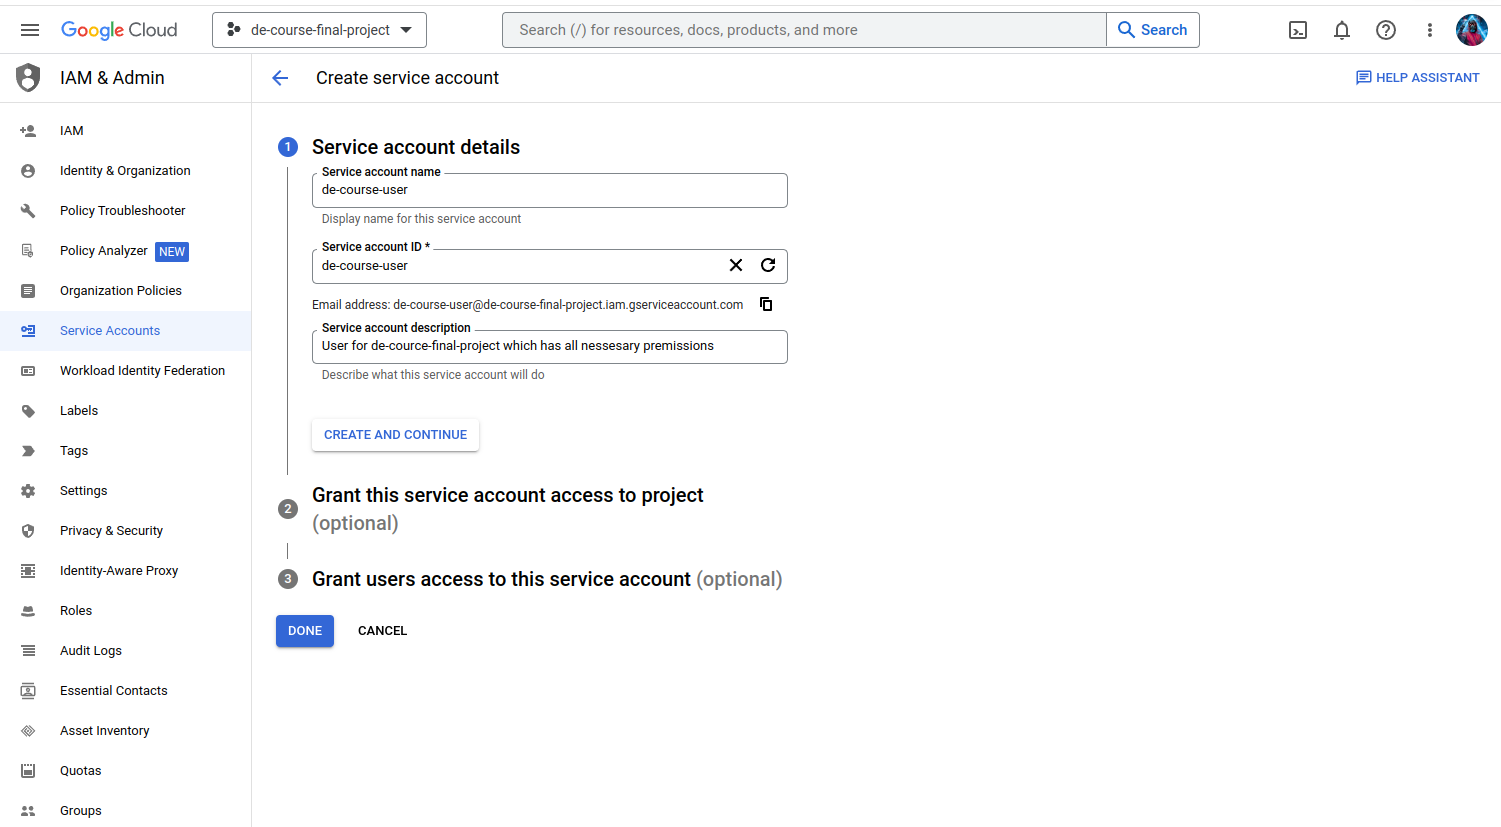 Google Cloud
de-course-final-project
Search (/) for resources, docs, products, and more
Search
IAM & Admin
Create service account
HELP ASSISTANT
IAM
Identity & Organization
Policy Troubleshooter
Policy Analyzer NEW
Organization Policies
Service Accounts
Workload Identity Federation
Labels
Tags
Settings
Privacy & Security
Identity-Aware Proxy
Roles
Audit Logs
Essential Contacts
Asset Inventory
Quotas
Groups
1 Service account details
Service account name
de-course-user
Display name for this service account
Service account ID *
de-course-user
Email address: de-course-user@de-course-final-project.iam.gserviceaccount.com
Service account description
User for de-cource-final-project which has all nessesary premissions
Describe what this service account will do
CREATE AND CONTINUE
2 Grant this service account access to project
(optional)
3 Grant users access to this service account (optional)
DONE CANCEL